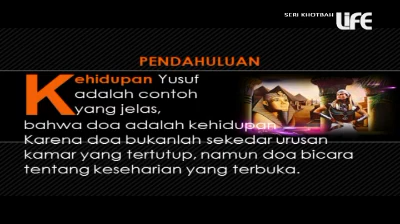 SERI KHOTBAH LiFE
PENDAHULUAN
Kehidupan Yusuf
adalah contoh
yang jelas,
bahwa doa adalah kehidupan
Karena doa bukanlah sekedar urusan
kamar yang tertutup, namun doa bicara
tentang keseharian yang terbuka.